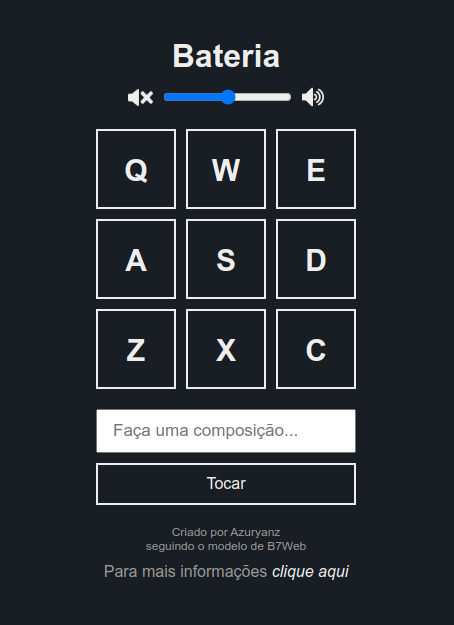 Bateria
Q W E
A S D
Z X C
Faça uma composição...
Tocar
Criado por Azuryanz
seguindo o modelo de B7Web
Para mais informações clique aqui